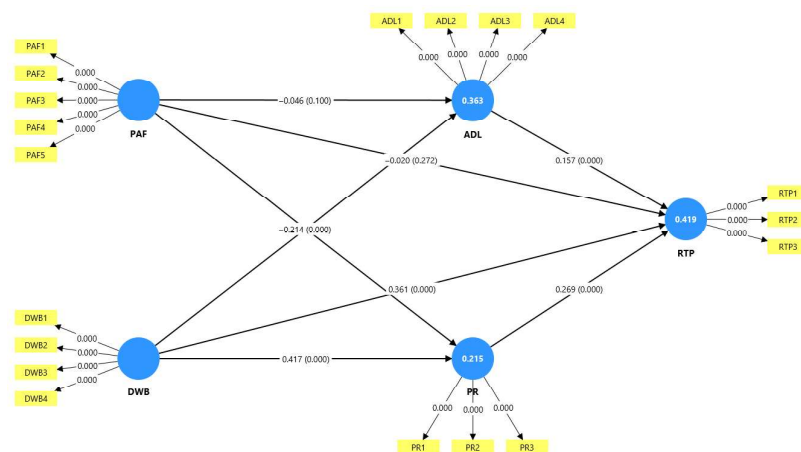 ADL1 ADL2 ADL3 ADL4
0.000 0.000 0.000 0.000
PAF1
PAF2
PAF3
PAF4
PAF5
0.000
0.000
0.000
0.000
0.000
PAF
−0.046 (0.100)
0.363
ADL
−0.020 (0.272)
0.157 (0.000)
RTP1
RTP2
RTP3
0.000
0.000
0.000
0.419
RTP
−0.214 (0.000)
0.361 (0.000)
0.269 (0.000)
DWB1
DWB2
DWB3
DWB4
0.000
0.000
0.000
0.000
DWB
0.417 (0.000)
0.215
PR
0.000 0.000 0.000
PR1 PR2 PR3